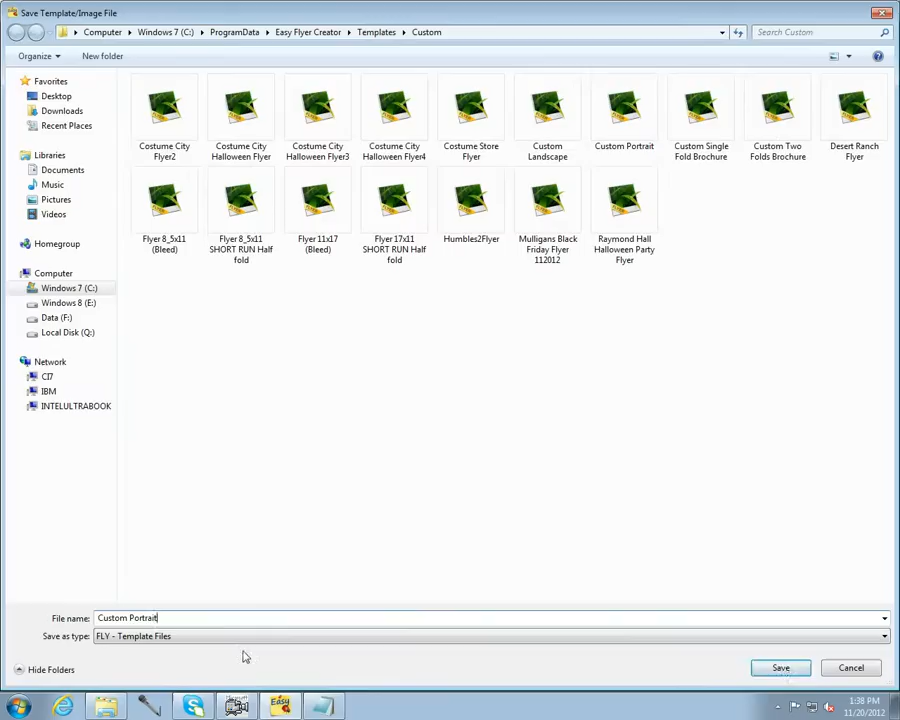 Save Template/Image File
Computer Windows 7 (C:) ProgramData Easy Flyer Creator Templates Custom
Search Custom
Organize New folder
Favorites
Desktop
Downloads
Recent Places
Libraries
Documents
Music
Pictures
Videos
Homegroup
Computer
Windows 7 (C:)
Windows 8 (E:)
Data (F:)
Local Disk (Q:)
Network
CI7
IBM
INTELULTRABOOK
Costume City
Flyer2
Costume City
Halloween Flyer
Costume City
Halloween Flyer3
Costume City
Halloween Flyer4
Costume Store
Flyer
Custom
Landscape
Custom Portrait
Custom Single
Fold Brochure
Custom Two
Folds Brochure
Desert Ranch
Flyer
Flyer 8_5x11
(Bleed)
Flyer 8_5x11
SHORT RUN Half
fold
Flyer 11x17
(Bleed)
Flyer 17x11
SHORT RUN Half
fold
Humbles2Flyer
Mulligans Black
Friday Flyer
112012
Raymond Hall
Halloween Party
Flyer
File name: Custom Portrait
Save as type: FLY - Template Files
Hide Folders
Save
Cancel
Easy
1:38 PM
11/20/2012